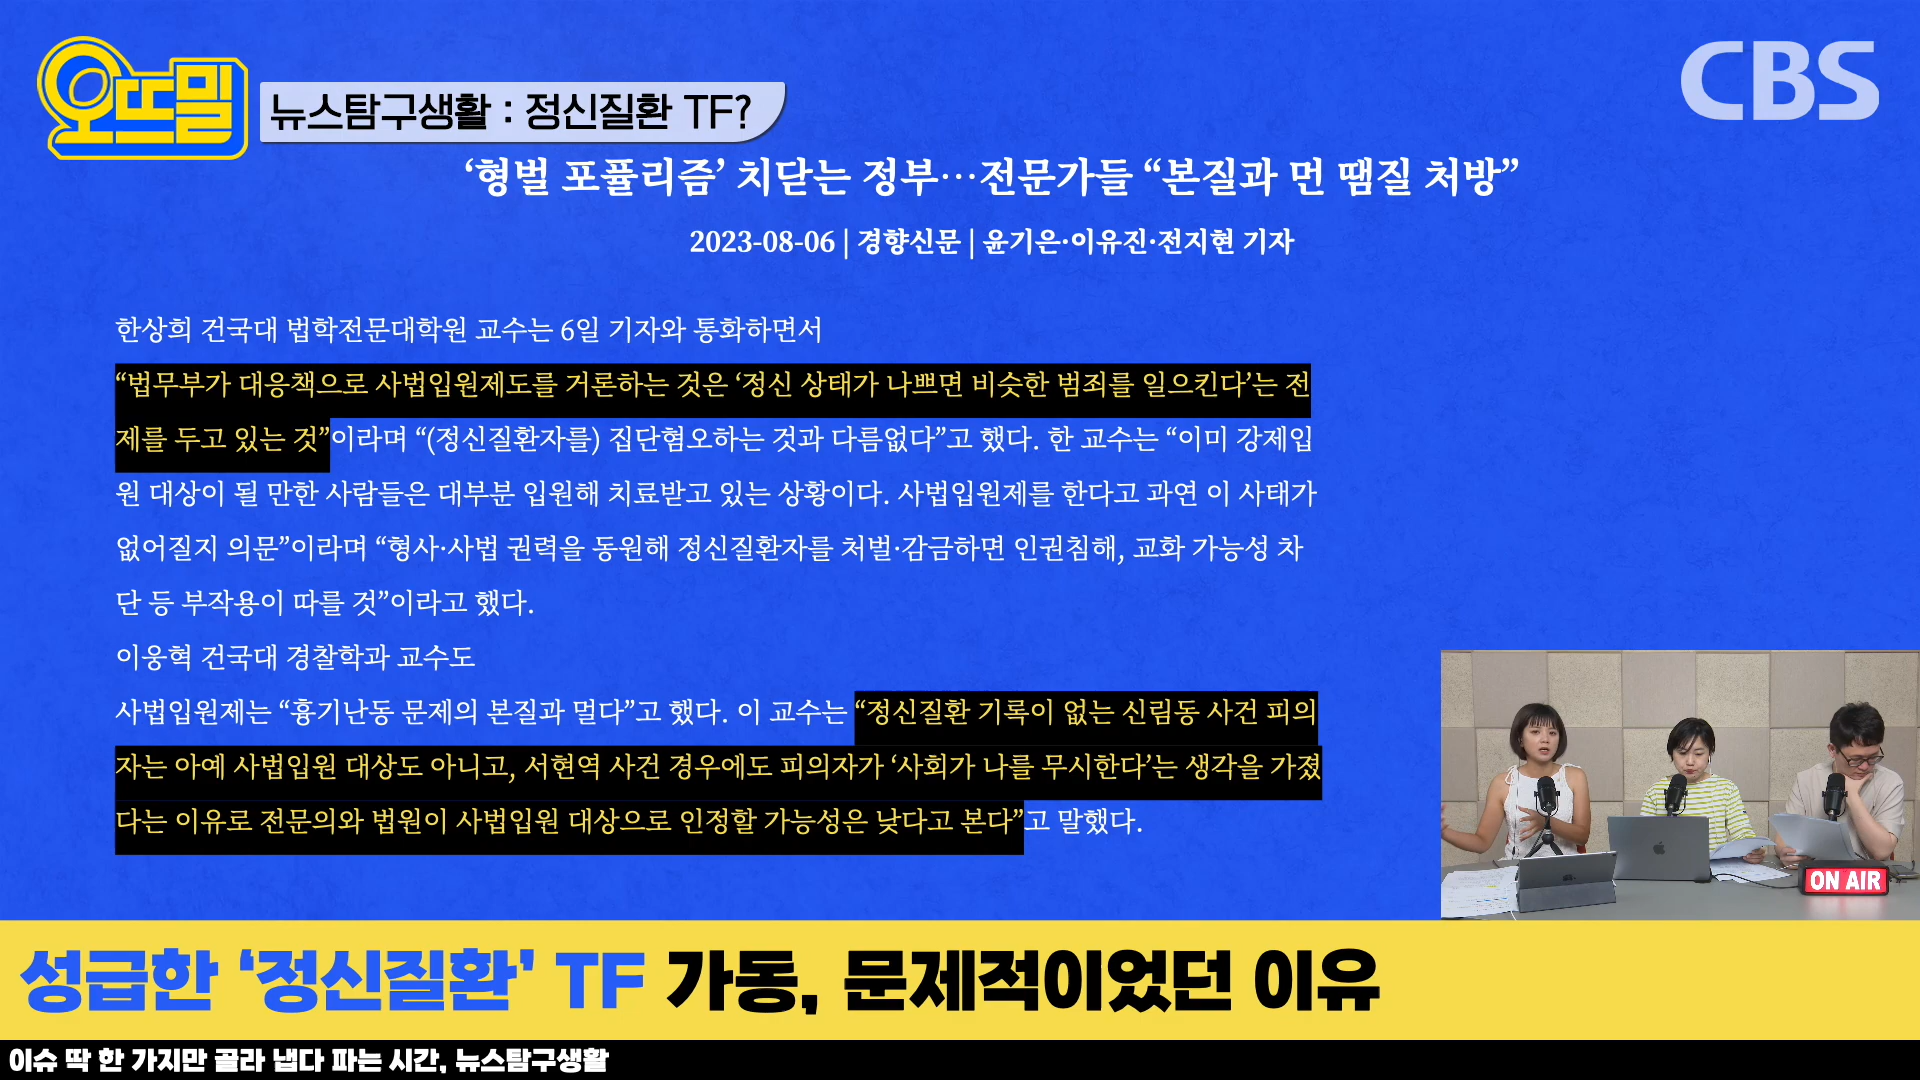 오뜨밀
뉴스탐구생활 : 정신질환 TF?
CBS
‘형벌 포퓰리즘’ 치닫는 정부…전문가들 “본질과 먼 땜질 처방”
2023-08-06 | 경향신문 | 윤기은·이유진·전지현 기자
한상희 건국대 법학전문대학원 교수는 6일 기자와 통화하면서
“법무부가 대응책으로 사법입원제도를 거론하는 것은 ‘정신 상태가 나쁘면 비슷한 범죄를 일으킨다’는 전
제를 두고 있는 것”이라며 “(정신질환자를) 집단혐오하는 것과 다름없다”고 했다. 한 교수는 “이미 강제입
원 대상이 될 만한 사람들은 대부분 입원해 치료받고 있는 상황이다. 사법입원제를 한다고 과연 이 사태가
없어질지 의문”이라며 “형사·사법 권력을 동원해 정신질환자를 처벌·감금하면 인권침해, 교화 가능성 차
단 등 부작용이 따를 것”이라고 했다.
이웅혁 건국대 경찰학과 교수도
사법입원제는 “흉기난동 문제의 본질과 멀다”고 했다. 이 교수는 “정신질환 기록이 없는 신림동 사건 피의
자는 아예 사법입원 대상도 아니고, 서현역 사건 경우에도 피의자가 ‘사회가 나를 무시한다’는 생각을 가졌
다는 이유로 전문의와 법원이 사법입원 대상으로 인정할 가능성은 낮다고 본다”고 말했다.
ON AIR
성급한 ‘정신질환’ TF 가동, 문제적이었던 이유
이슈 딱 한 가지만 골라 냅다 파는 시간, 뉴스탐구생활